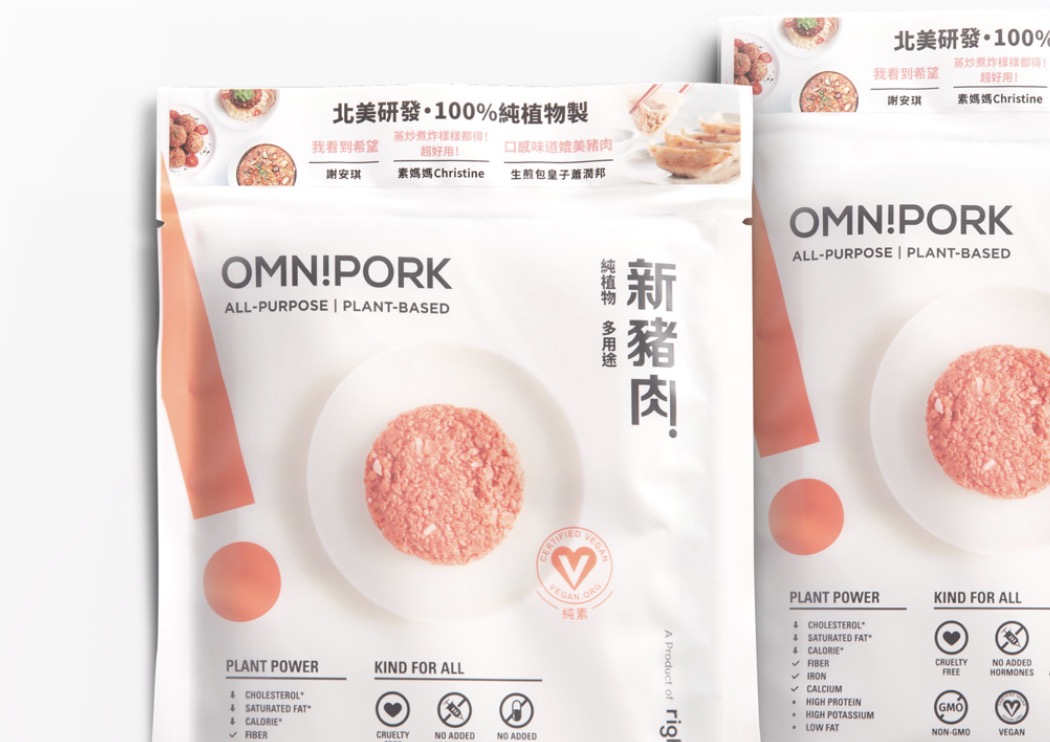 北美研發•100%純植物製
我看到希望
謝安琪
蒸炒煮炸樣樣都得!
超好用!
素媽媽Christine
口感味道媲美豬肉
生煎包皇子蕭潤邦
OMN!PORK
ALL-PURPOSE | PLANT-BASED
純植物 多用途
新豬肉!
CERTIFIED VEGAN
VEGAN.ORG
純素
A Product of
PLANT POWER
CHOLESTEROL*
SATURATED FAT*
CALORIE*
FIBER
KIND FOR ALL
CRUELTY
NO ADDED
NO ADDED
北美研發•100%
我看到希望
謝安琪
蒸炒煮炸樣樣都得!
超好用!
素媽媽Christine
OMN!PORK
ALL-PURPOSE | PLANT-BASED
PLANT POWER
CHOLESTEROL*
SATURATED FAT*
CALORIE*
FIBER
IRON
CALCIUM
HIGH PROTEIN
HIGH POTASSIUM
LOW FAT
KIND FOR ALL
CRUELTY
FREE
NO ADDED
HORMONES
GMO
NON-GMO
VEGAN